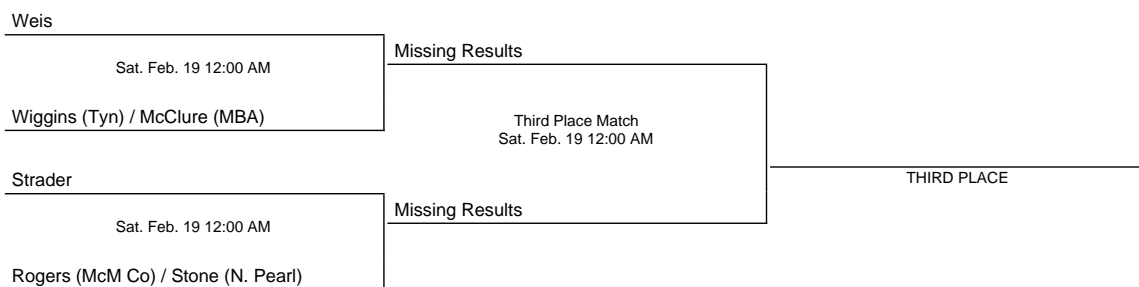 Weis
Sat. Feb. 19 12:00 AM
Wiggins (Tyn) / McClure (MBA)
Missing Results
Third Place Match
Sat. Feb. 19 12:00 AM
THIRD PLACE
Strader
Sat. Feb. 19 12:00 AM
Rogers (McM Co) / Stone (N. Pearl)
Missing Results